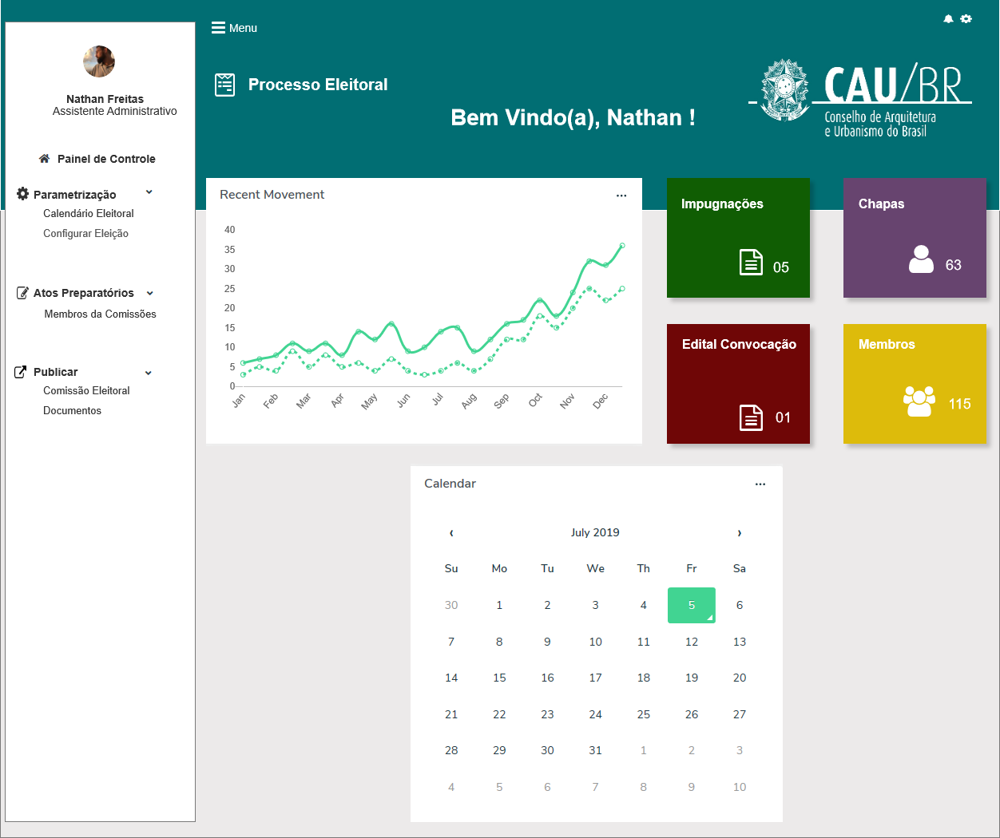 Menu
Nathan Freitas
Assistente Administrativo
Painel de Controle
Parametrização
Calendário Eleitoral
Configurar Eleição
Atos Preparatórios
Membros da Comissões
Publicar
Comissão Eleitoral
Documentos
Processo Eleitoral
Bem Vindo(a), Nathan !
CAU/BR
Conselho de Arquitetura
e Urbanismo do Brasil
Recent Movement
40
35
30
25
20
15
10
5
0
Jan Feb Mar Apr May Jun Jul Aug Sep Oct Nov Dec
Impugnações
05
Chapas
63
Edital Convocação
01
Membros
115
Calendar
‹ July 2019 ›
Su Mo Tu We Th Fr Sa
30 1 2 3 4 5 6
7 8 9 10 11 12 13
14 15 16 17 18 19 20
21 22 23 24 25 26 27
28 29 30 31 1 2 3
4 5 6 7 8 9 10